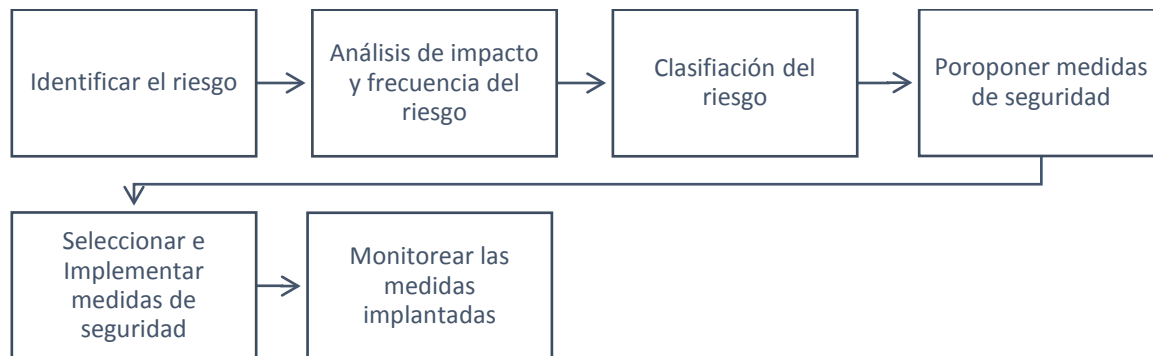 Identificar el riesgo
Análisis de impacto
y frecuencia del
riesgo
Clasifiación del
riesgo
Poroponer medidas
de seguridad
Seleccionar e
Implementar
medidas de
seguridad
Monitorear las
medidas
implantadas